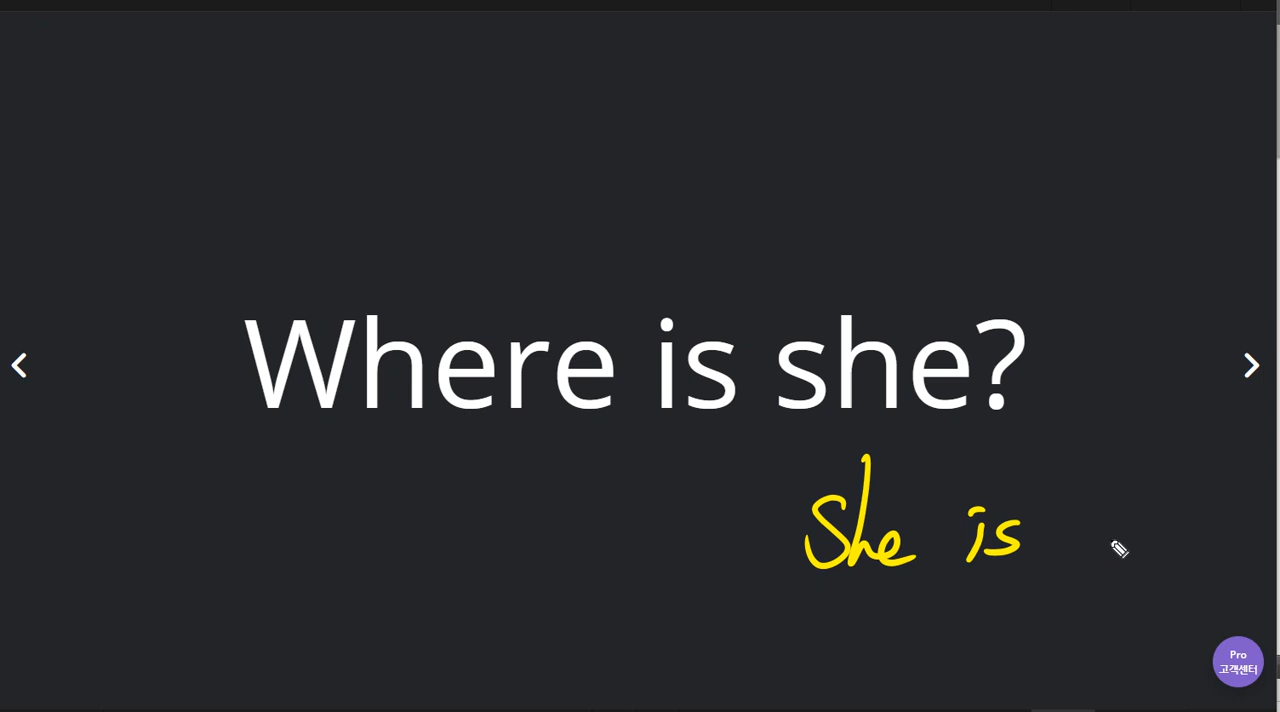 Where is she?
She is
Pro
고객센터